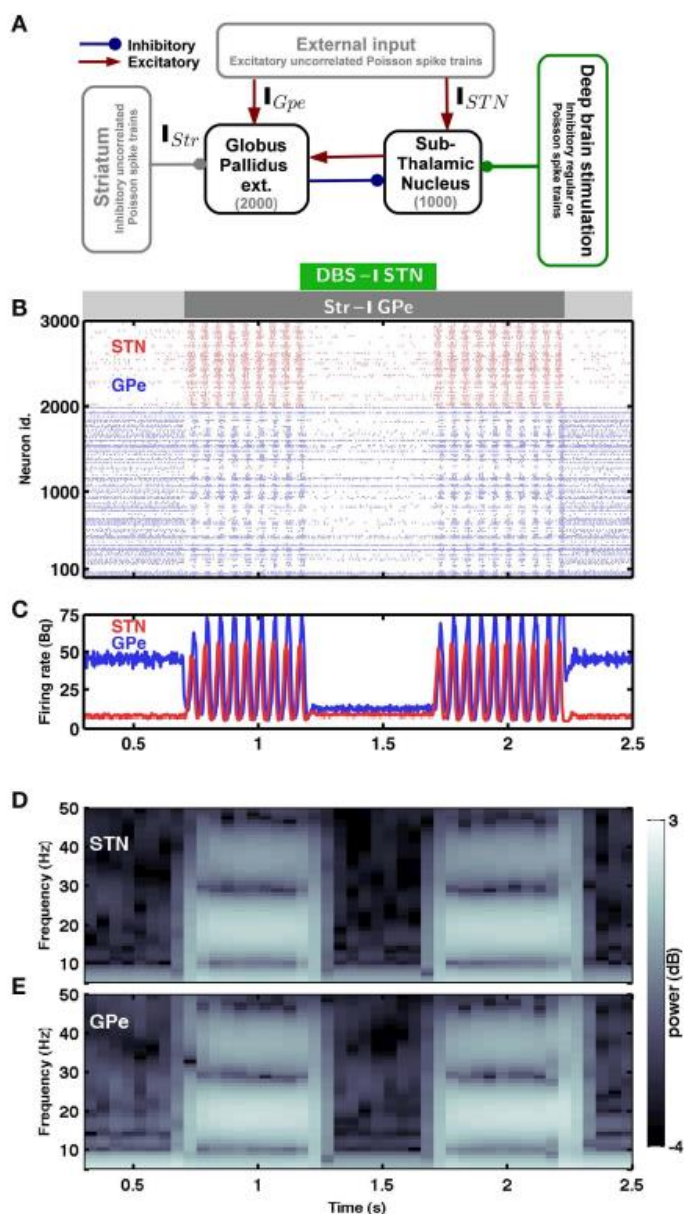 A
Inhibitory
Excitatory
External input
Excitatory uncorrelated Poisson spike trains
I_Gpe
I_STN
I_Str
Striatum
Inhibitory uncorrelated
Poisson spike trains
Globus
Pallidus
ext.
(2000)
Sub-
Thalamic
Nucleus
(1000)
Deep brain stimulation
Inhibitory regular or
Poisson spike trains
DBS-I STN
Str-I GPe
B
3000
STN
GPe
2000
Neuron id.
1000
100
C
75
STN
GPe
50
Firing rate (Bq)
25
0
0.5
1
1.5
2
2.5
D
50
STN
40
Frequency (Hz)
30
20
10
E
50
GPe
40
Frequency (Hz)
30
20
10
3
power (dB)
-4
0.5
1
1.5
2
2.5
Time (s)